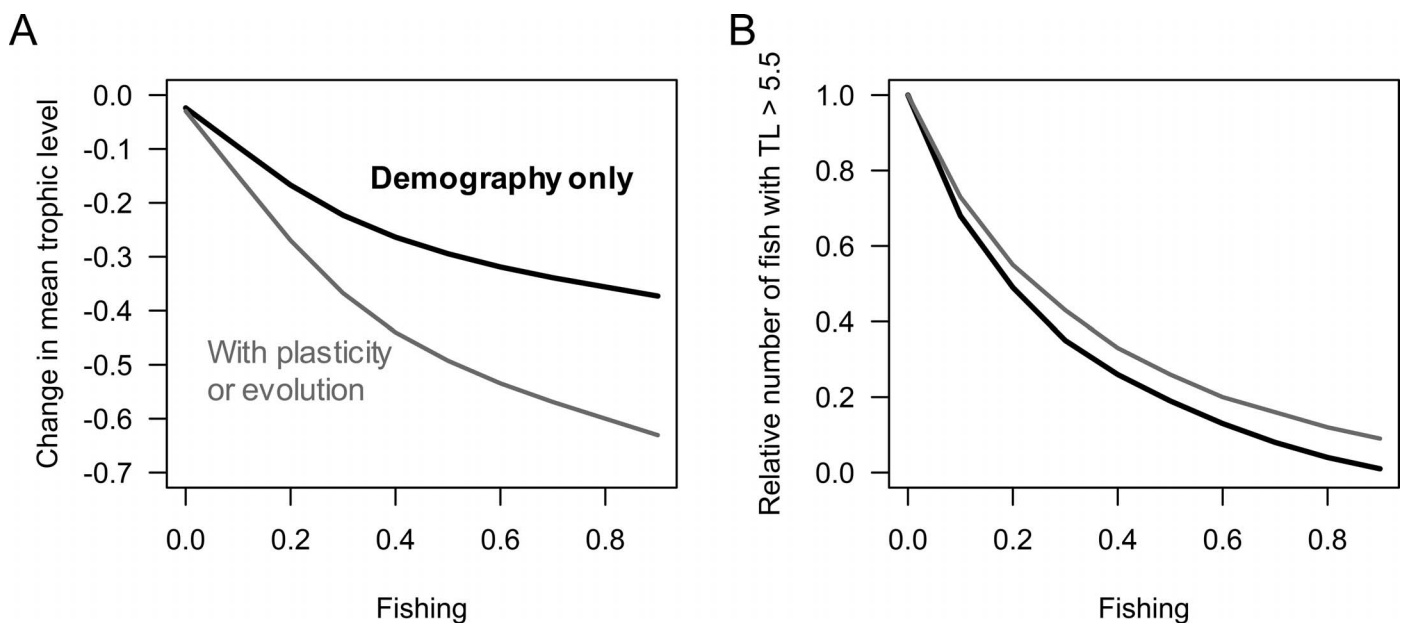 A
Change in mean trophic level
0.0
-0.1
-0.2
-0.3
-0.4
-0.5
-0.6
-0.7
Demography only
With plasticity
or evolution
0.0 0.2 0.4 0.6 0.8
Fishing
B
Relative number of fish with TL > 5.5
1.0
0.8
0.6
0.4
0.2
0.0
0.0 0.2 0.4 0.6 0.8
Fishing